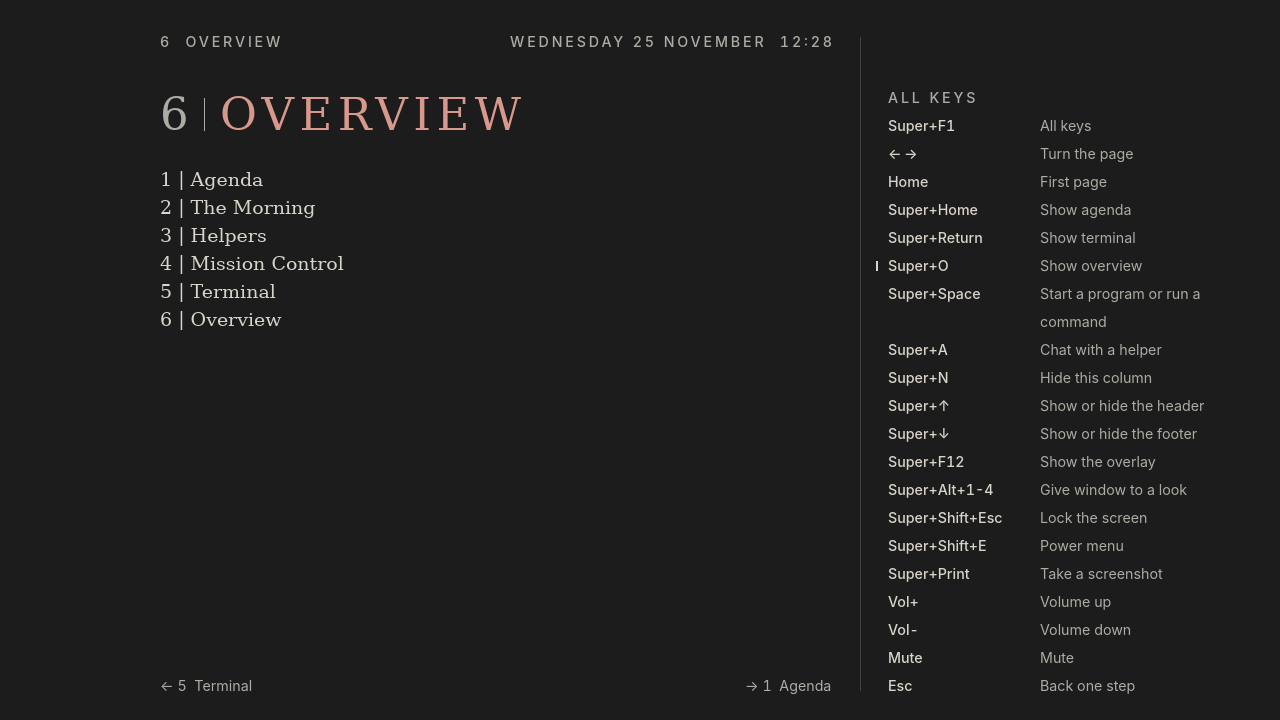 6 OVERVIEW
WEDNESDAY 25 NOVEMBER 12:28
6 | OVERVIEW
1 | Agenda
2 | The Morning
3 | Helpers
4 | Mission Control
5 | Terminal
6 | Overview
← 5 Terminal
→ 1 Agenda
ALL KEYS
Super+F1 All keys
← → Turn the page
Home First page
Super+Home Show agenda
Super+Return Show terminal
Super+O Show overview
Super+Space Start a program or run a
command
Super+A Chat with a helper
Super+N Hide this column
Super+↑ Show or hide the header
Super+↓ Show or hide the footer
Super+F12 Show the overlay
Super+Alt+1-4 Give window to a look
Super+Shift+Esc Lock the screen
Super+Shift+E Power menu
Super+Print Take a screenshot
Vol+ Volume up
Vol- Volume down
Mute Mute
Esc Back one step